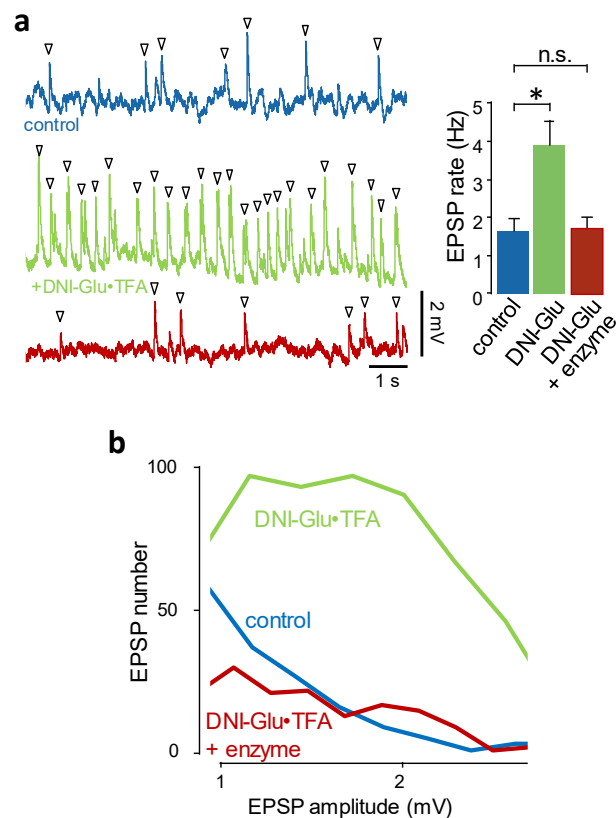 a
control
+DNI-Glu•TFA
2 mV
1 s
n.s.
*
EPSP rate (Hz)
5
4
3
2
1
0
control
DNI-Glu
DNI-Glu
+ enzyme
b
EPSP number
100
50
0
DNI-Glu•TFA
control
DNI-Glu•TFA
+ enzyme
1
2
EPSP amplitude (mV)